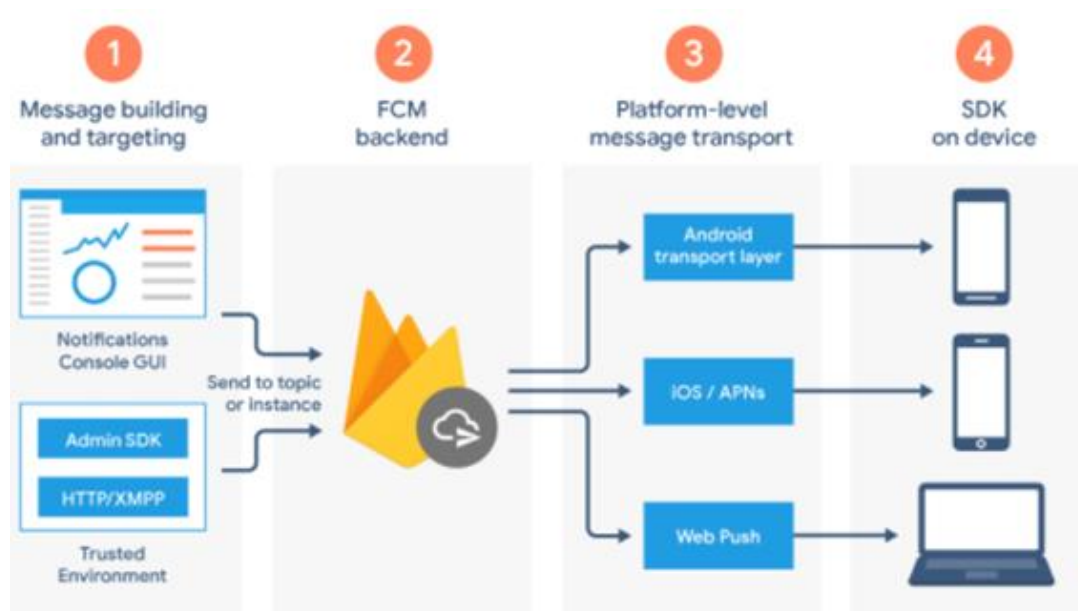 1
Message building
and targeting
2
FCM
backend
3
Platform-level
message transport
4
SDK
on device
Notifications
Console GUI
Send to topic
or instance
Admin SDK
HTTP/XMPP
Trusted
Environment
Android
transport layer
iOS / APNs
Web Push